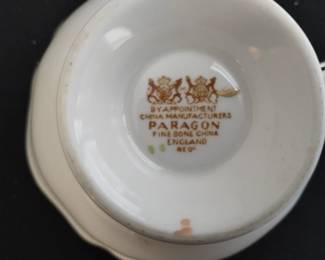 BY APPOINTMENT
CHINA MANUFACTURERS
PARAGON
FINE BONE CHINA
ENGLAND
REGD